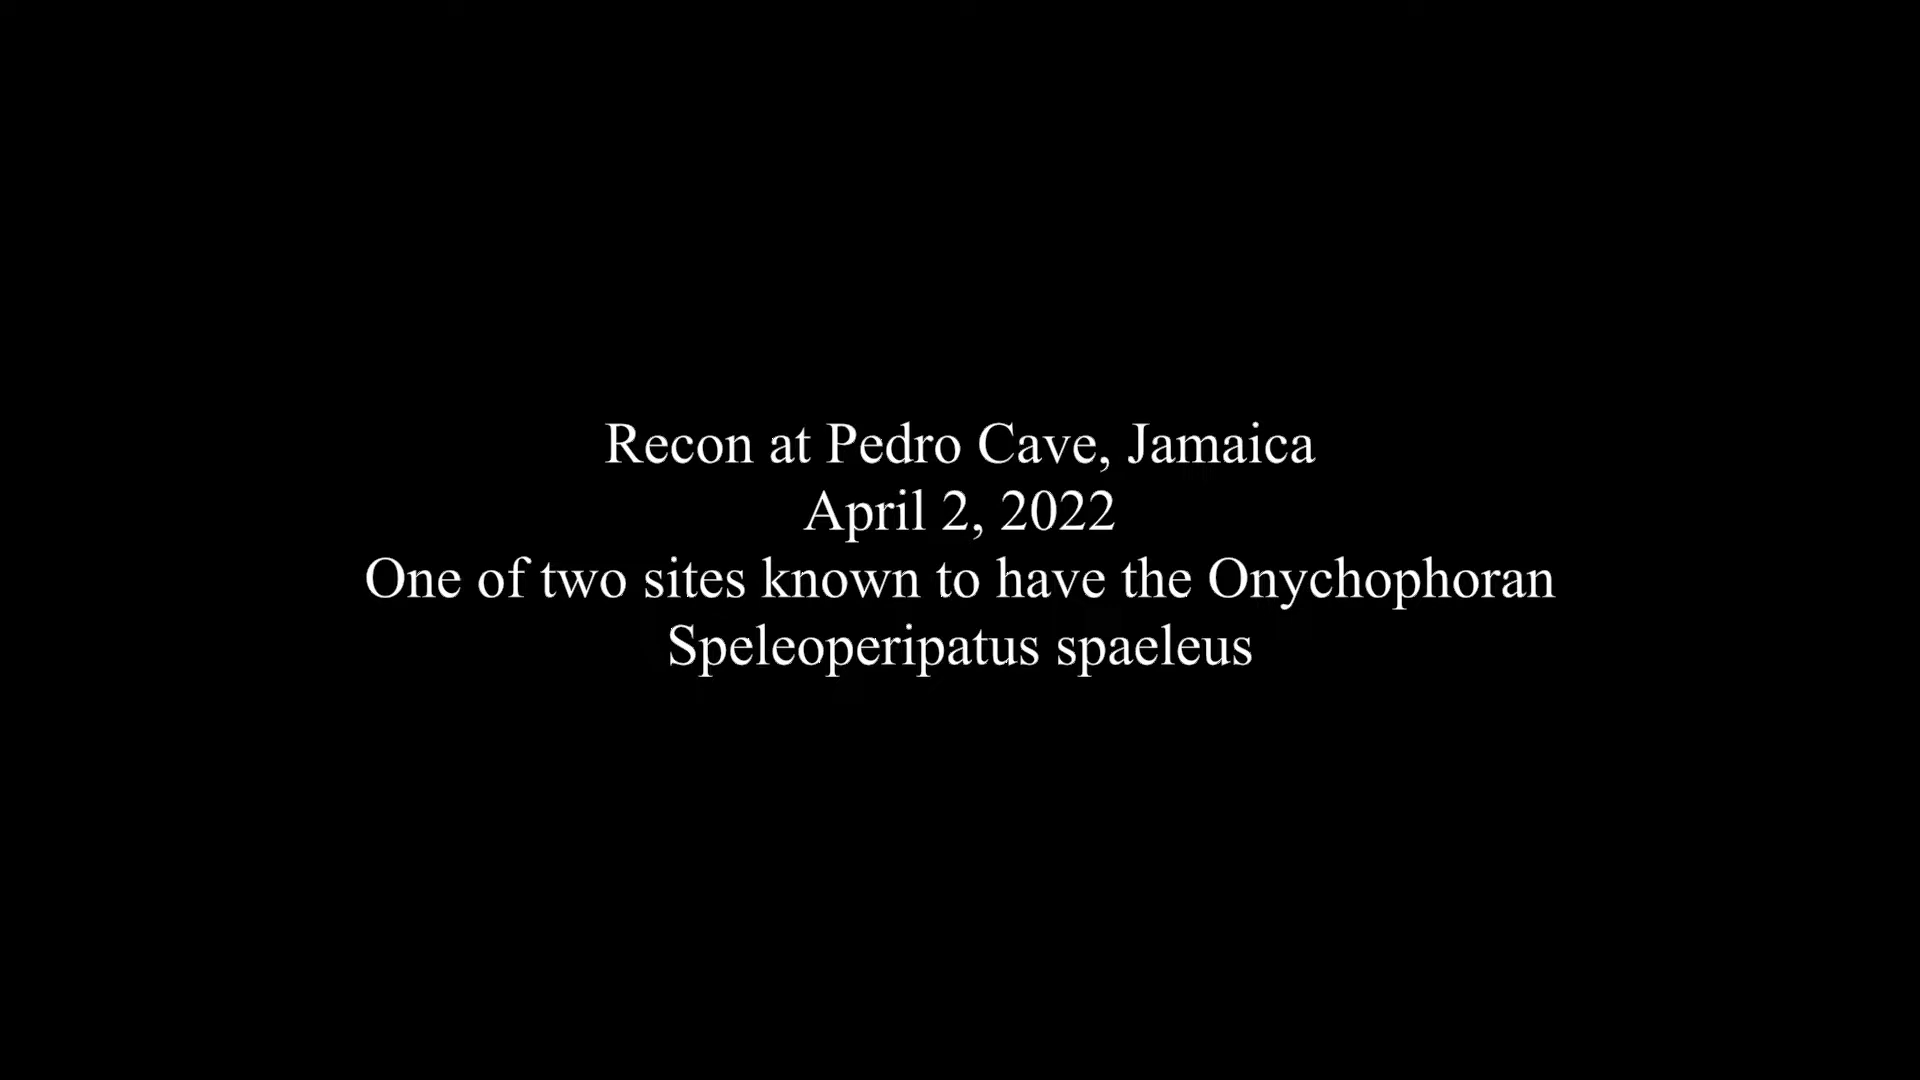 Recon at Pedro Cave, Jamaica
April 2, 2022
One of two sites known to have the Onychophoran
Speleoperipatus spaeleus